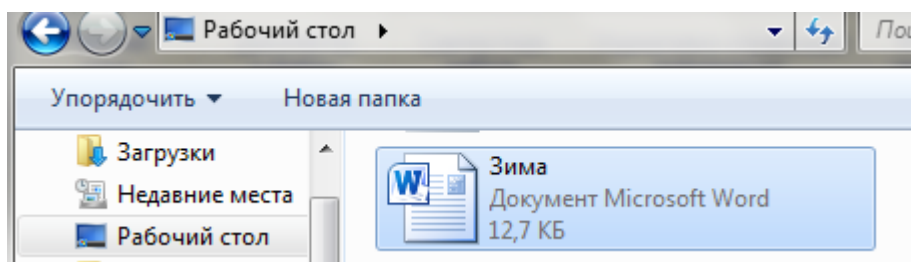 Рабочий стол
Упорядочить Новая папка
Загрузки
Недавние места
Рабочий стол
Зима
Документ Microsoft Word
12,7 КБ